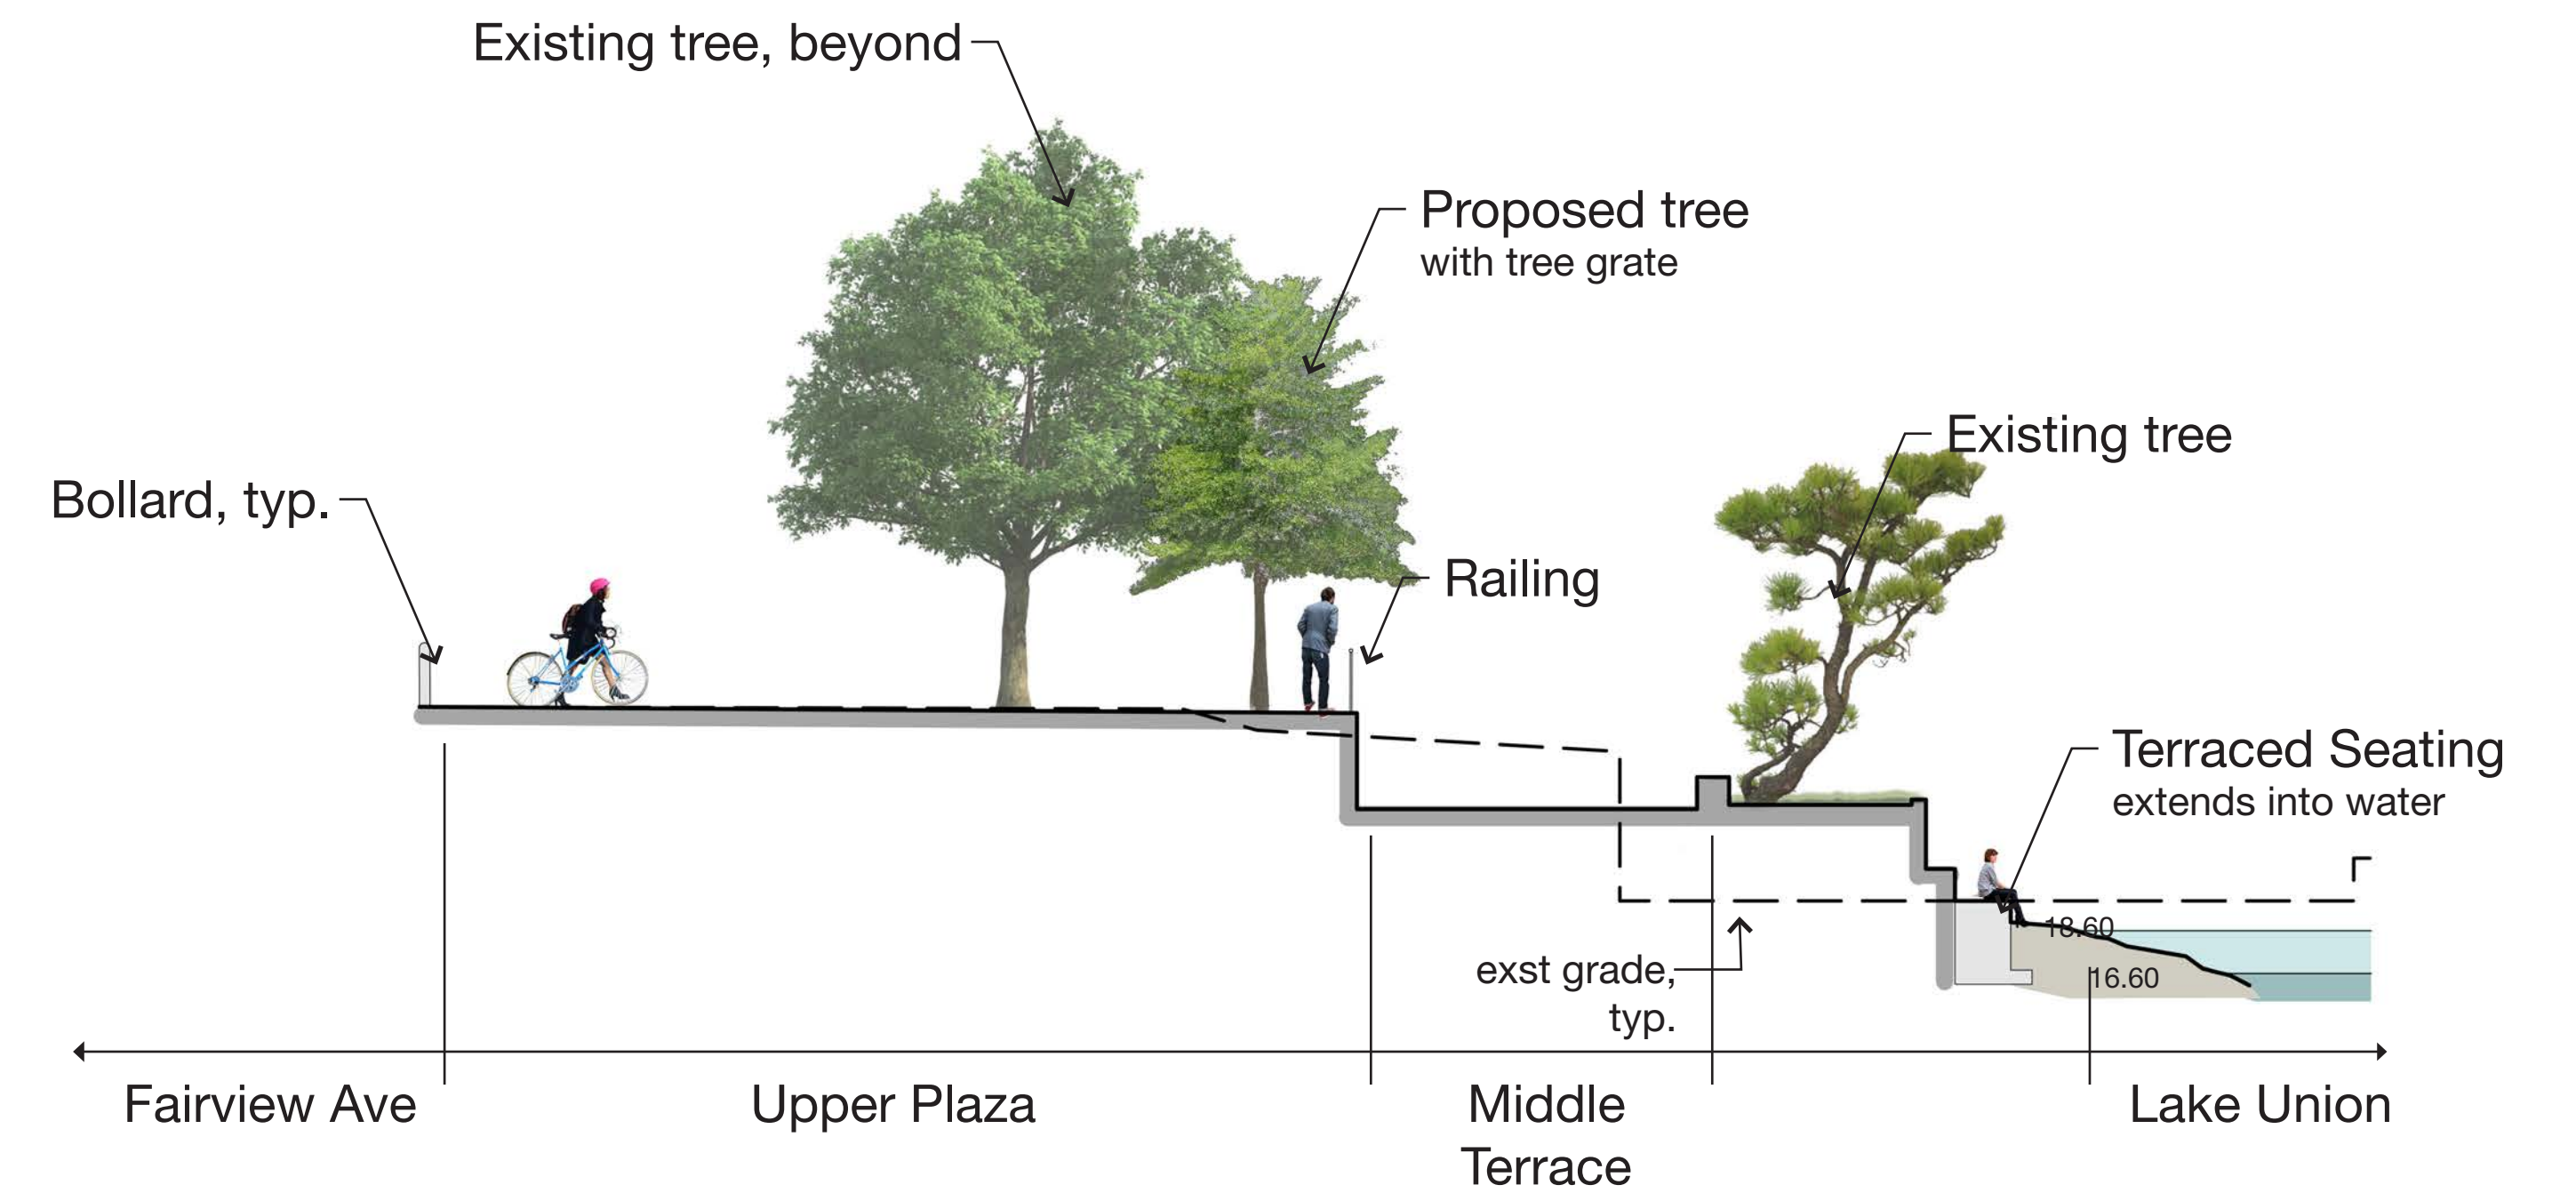 Existing tree, beyond
Proposed tree
with tree grate
Existing tree
Bollard, typ.
Railing
Terraced Seating
extends into water
18.60
16.60
exst grade,
typ.
Fairview Ave
Upper Plaza
Middle
Terrace
Lake Union